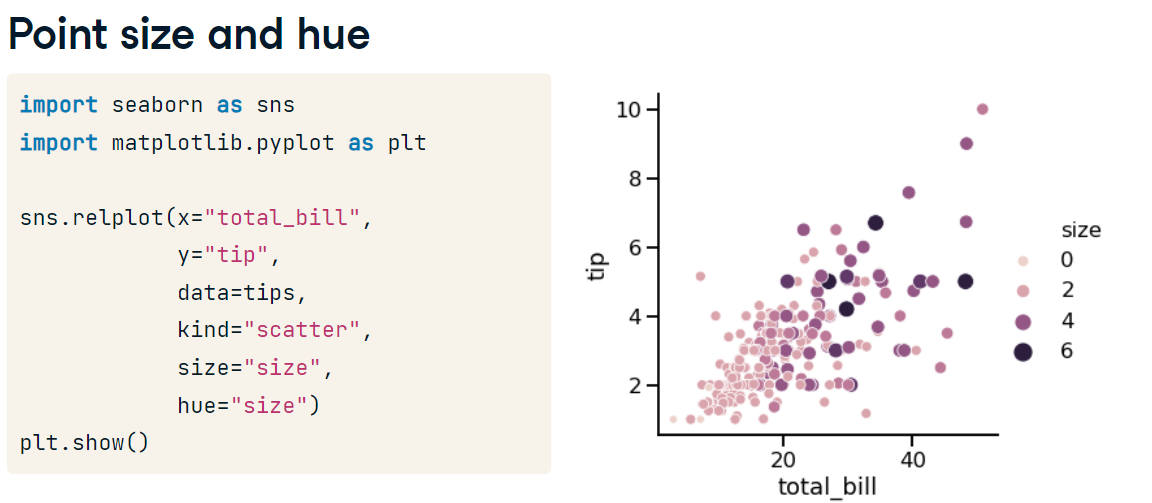 Point size and hue
import seaborn as sns
import matplotlib.pyplot as plt
sns.relplot(x="total_bill",
y="tip",
data=tips,
kind="scatter",
size="size",
hue="size")
plt.show()
10
8
6
4
2
tip
20 40
total_bill
size
0
2
4
6